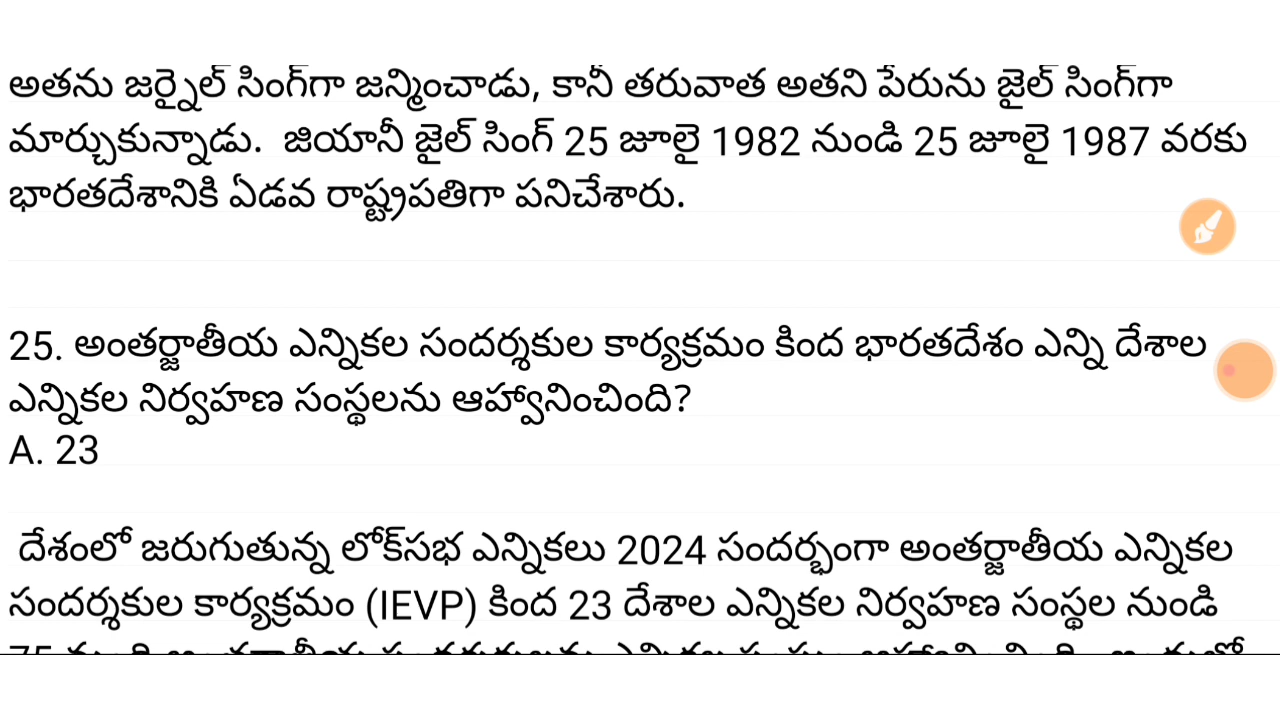 అతను జర్నైల్ సింగ్‌గా జన్మించాడు, కానీ తరువాత అతని పేరును జైల్ సింగ్‌గా
మార్చుకున్నాడు.  జియానీ జైల్ సింగ్ 25 జూలై 1982 నుండి 25 జూలై 1987 వరకు
భారతదేశానికి ఏడవ రాష్ట్రపతిగా పనిచేశారు.
25. అంతర్జాతీయ ఎన్నికల సందర్శకుల కార్యక్రమం కింద భారతదేశం ఎన్ని దేశాల
ఎన్నికల నిర్వహణ సంస్థలను ఆహ్వానించింది?
A. 23
దేశంలో జరుగుతున్న లోక్‌సభ ఎన్నికలు 2024 సందర్భంగా అంతర్జాతీయ ఎన్నికల
సందర్శకుల కార్యక్రమం (IEVP) కింద 23 దేశాల ఎన్నికల నిర్వహణ సంస్థల నుండి